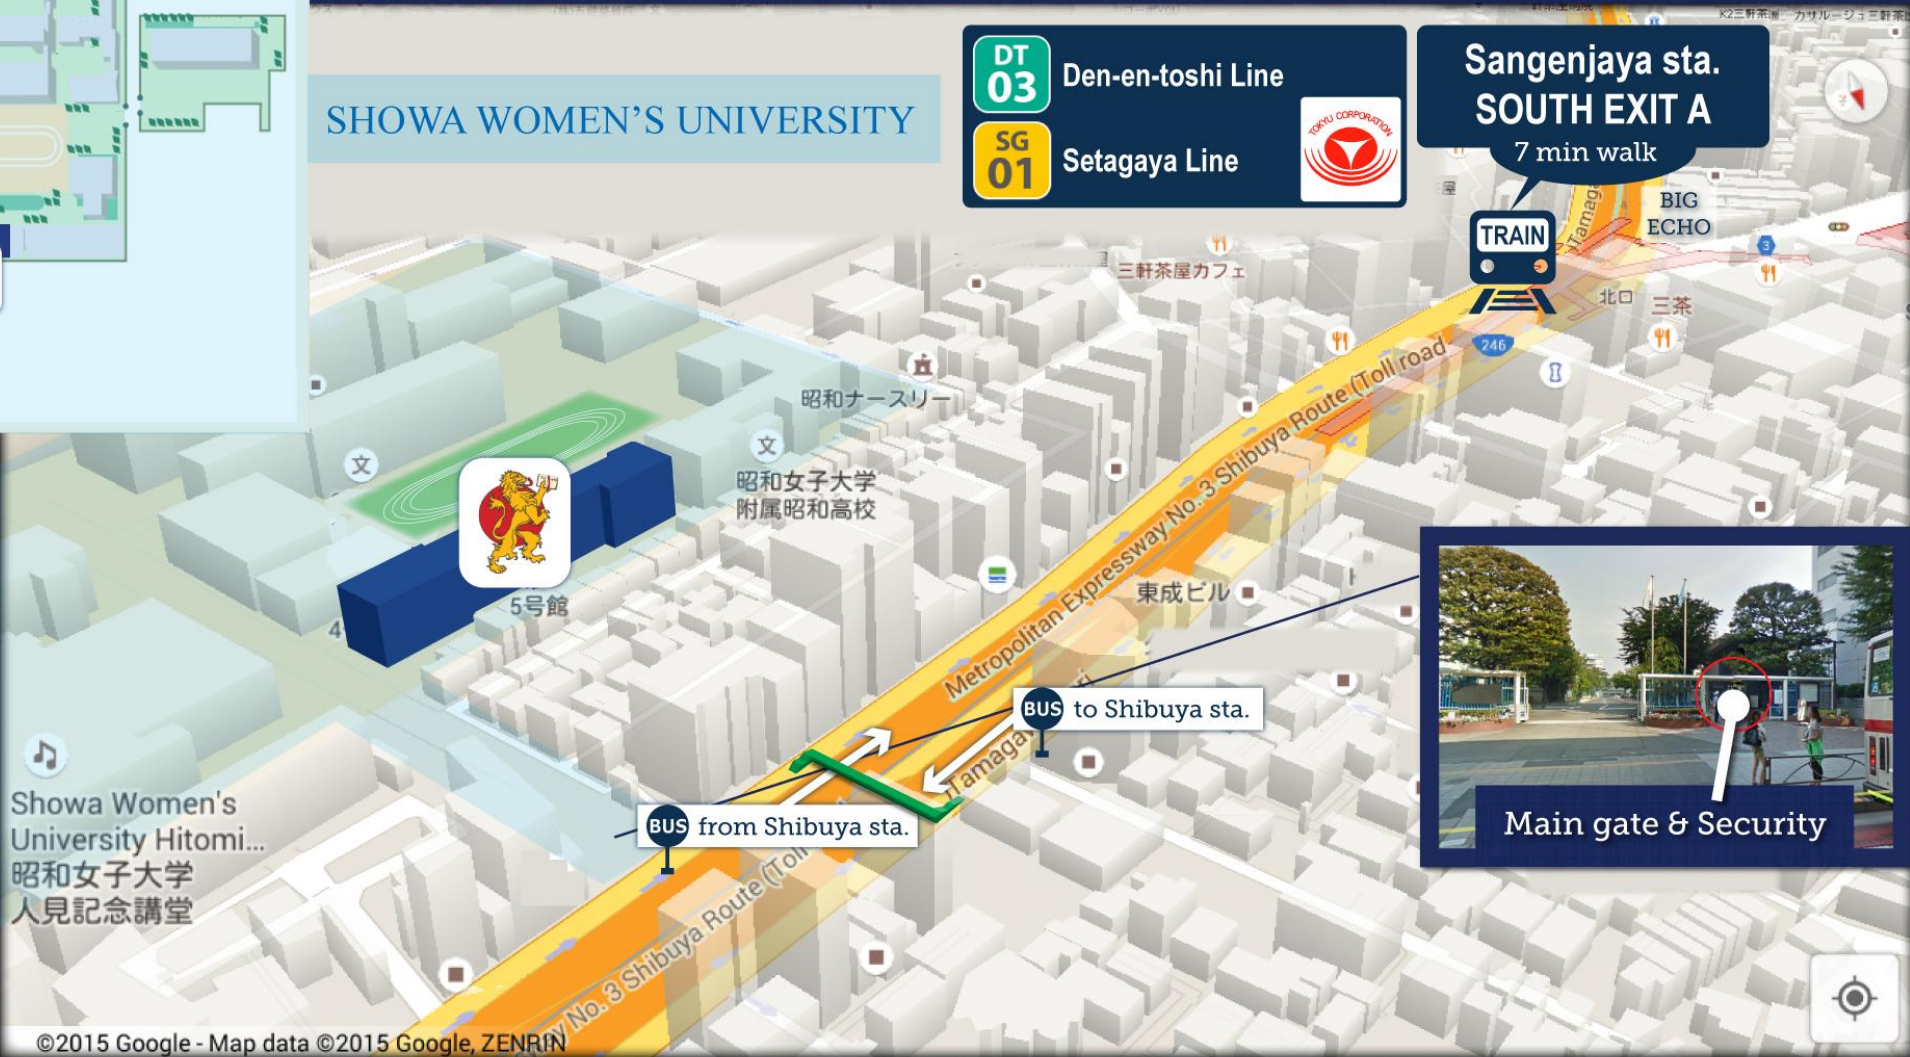 SHOWA WOMEN'S UNIVERSITY
DT
03
Den-en-toshi Line
SG
01
Setagaya Line
TOKYU CORPORATION
Sangenjaya sta.
SOUTH EXIT A
7 min walk
TRAIN
BIG
ECHO
3
三軒茶屋カフェ
北口
三茶
246
昭和ナースリー
文
文
昭和女子大学
附属昭和高校
5号館
4
Metropolitan Expressway No. 3 Shibuya Route (Toll road
東成ビル
BUS to Shibuya sta.
BUS from Shibuya sta.
Main gate & Security
Showa Women's
University Hitomi...
昭和女子大学
人見記念講堂
No. 3 Shibuya Route (Toll
©2015 Google - Map data ©2015 Google, ZENRIN